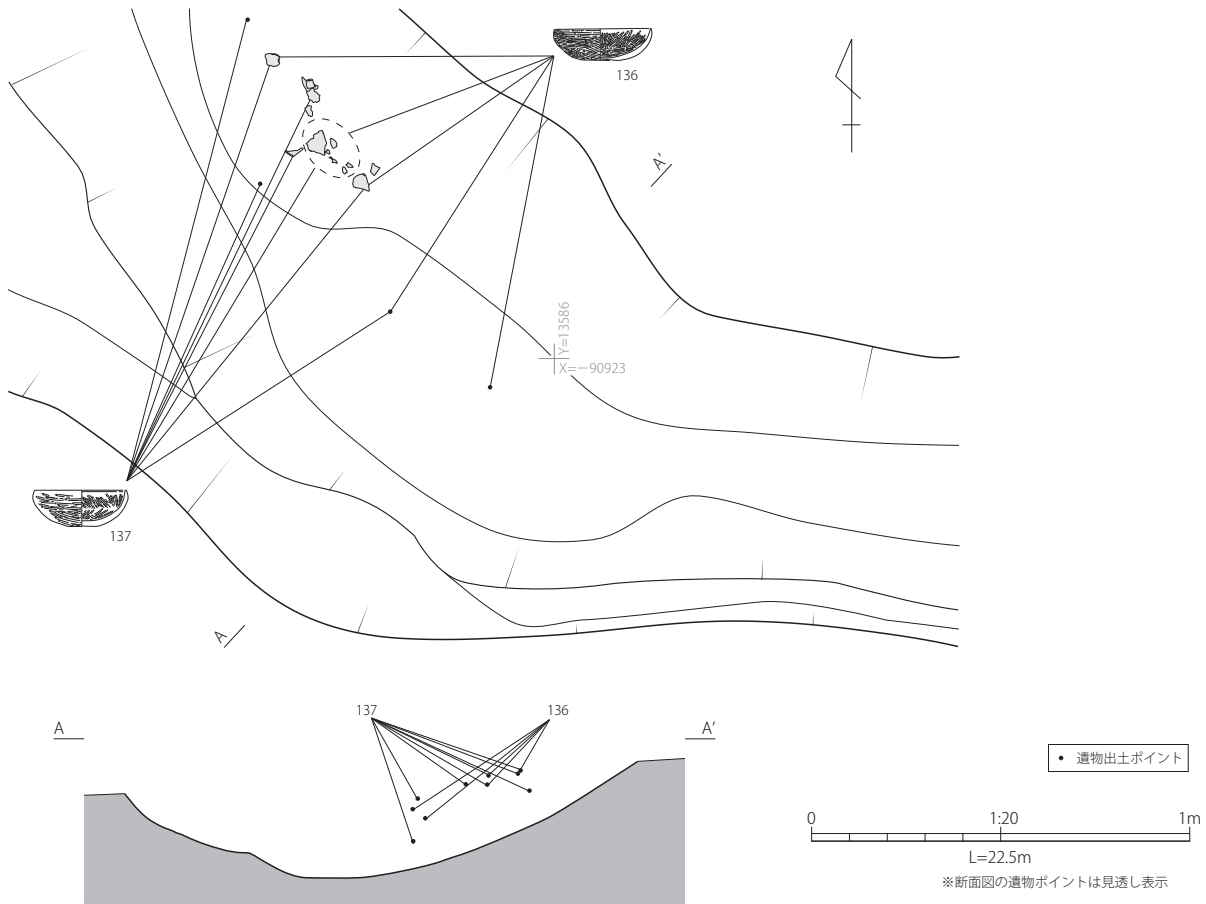 136
A′
Y=13586
X=−90923
137
A
137
136
A
A′
• 遺物出土ポイント
0
1:20
1m
L=22.5m
※断面図の遺物ポイントは見透し表示